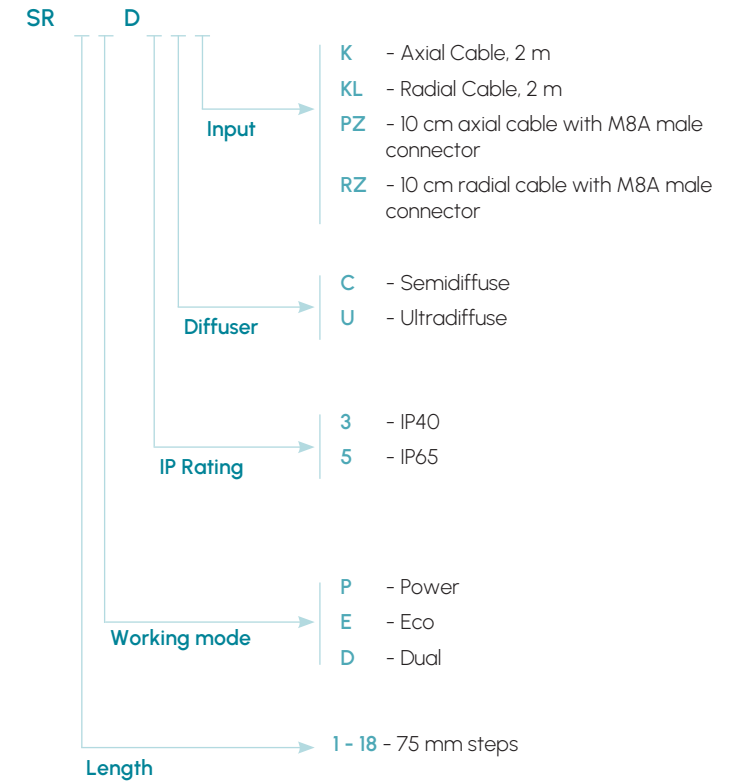 SR D
K - Axial Cable, 2 m
KL - Radial Cable, 2 m
PZ - 10 cm axial cable with M8A male
connector
RZ - 10 cm radial cable with M8A male
connector
Input
C - Semidiffuse
U - Ultradiffuse
Diffuser
3 - IP40
5 - IP65
IP Rating
P - Power
E - Eco
D - Dual
Working mode
1 - 18 - 75 mm steps
Length